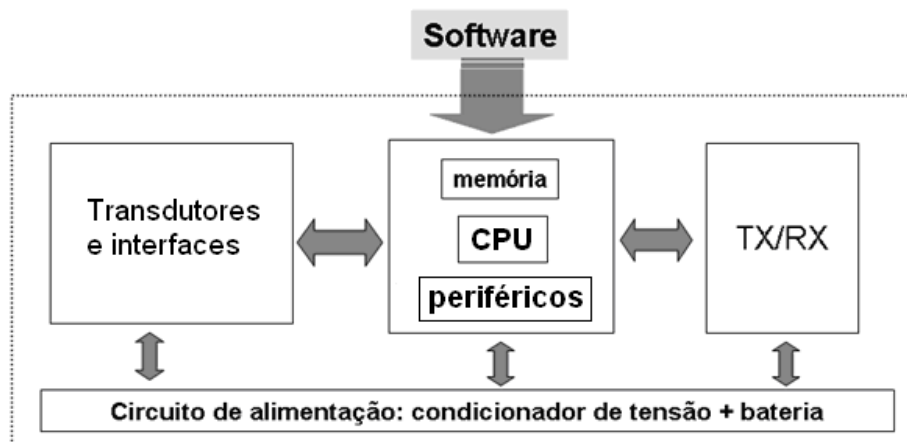 Software
Transdutores
e interfaces
memória
CPU
periféricos
TX/RX
Circuito de alimentação: condicionador de tensão + bateria